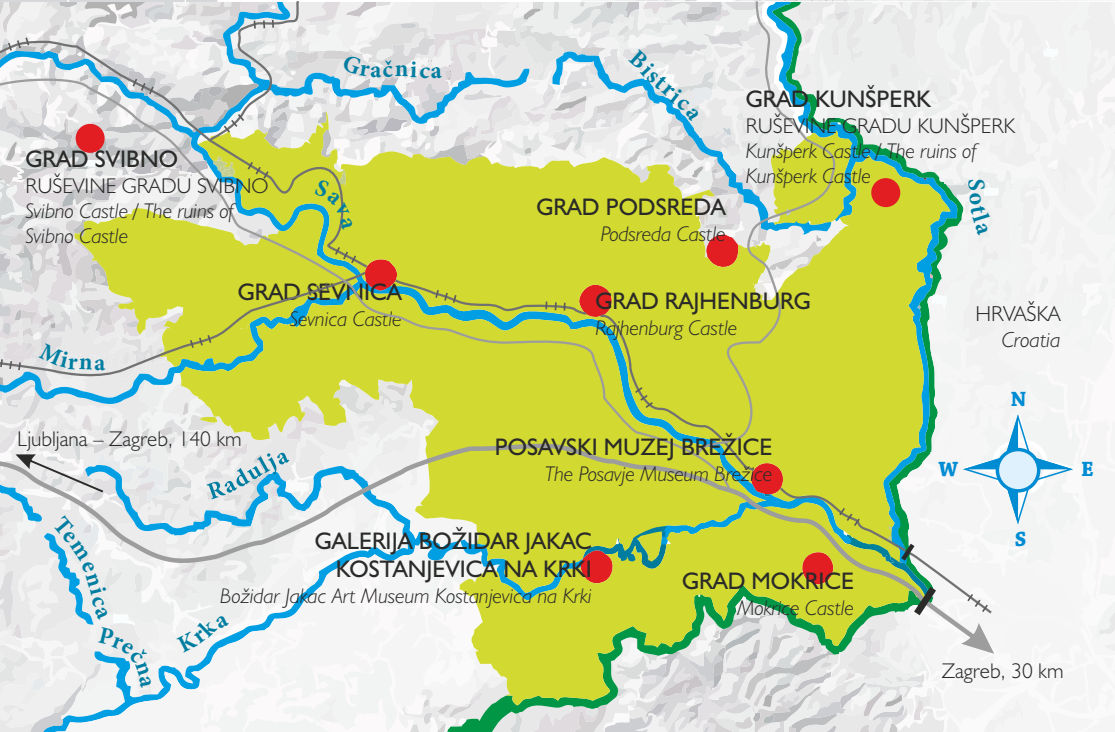 Gračnica
Bistrica
GRAD KUNŠPERK
RUŠEVINE GRADU KUNŠPERK
Kunšperk Castle / The ruins of
Kunšperk Castle
GRAD SVIBNO
RUŠEVINE GRADU SVIBNO
Svibno Castle / The ruins of
Svibno Castle
Sava
Sotla
GRAD PODSREDA
Podsreda Castle
GRAD SEVNICA
Sevnica Castle
GRAD RAJHENBURG
Rajhenburg Castle
HRVAŠKA
Croatia
Mirna
N
W
E
S
Ljubljana – Zagreb, 140 km
POSAVSKI MUZEJ BREŽICE
The Posavje Museum Brežice
Radulja
Temenica
GALERIJA BOŽIDAR JAKAC
KOSTANJEVICA NA KRKI
Božidar Jakac Art Museum Kostanjevica na Krki
GRAD MOKRICE
Mokrice Castle
Krka
Prečna
Zagreb, 30 km